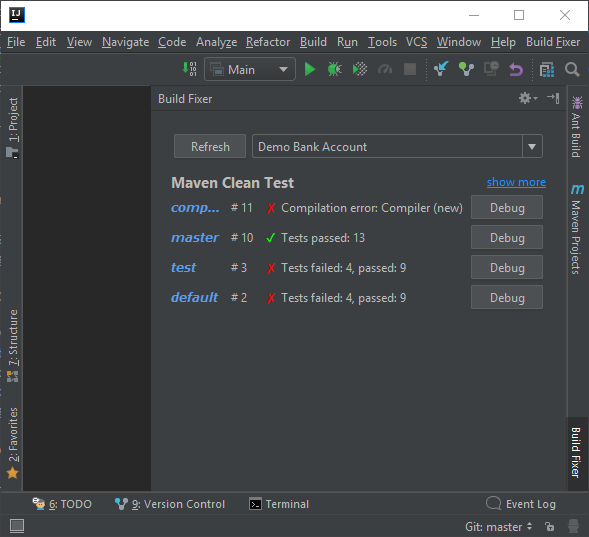 IJ
File Edit View Navigate Code Analyze Refactor Build Run Tools VCS Window Help Build Fixer
Main
Build Fixer
1: Project
Ant Build
Refresh Demo Bank Account
Maven Clean Test show more
comp... # 11 ✗ Compilation error: Compiler (new) Debug
m Maven Projects
master # 10 ✓ Tests passed: 13 Debug
test # 3 ✗ Tests failed: 4, passed: 9 Debug
default # 2 ✗ Tests failed: 4, passed: 9 Debug
7: Structure
2: Favorites
Build Fixer
6: TODO 9: Version Control Terminal Event Log
Git: master